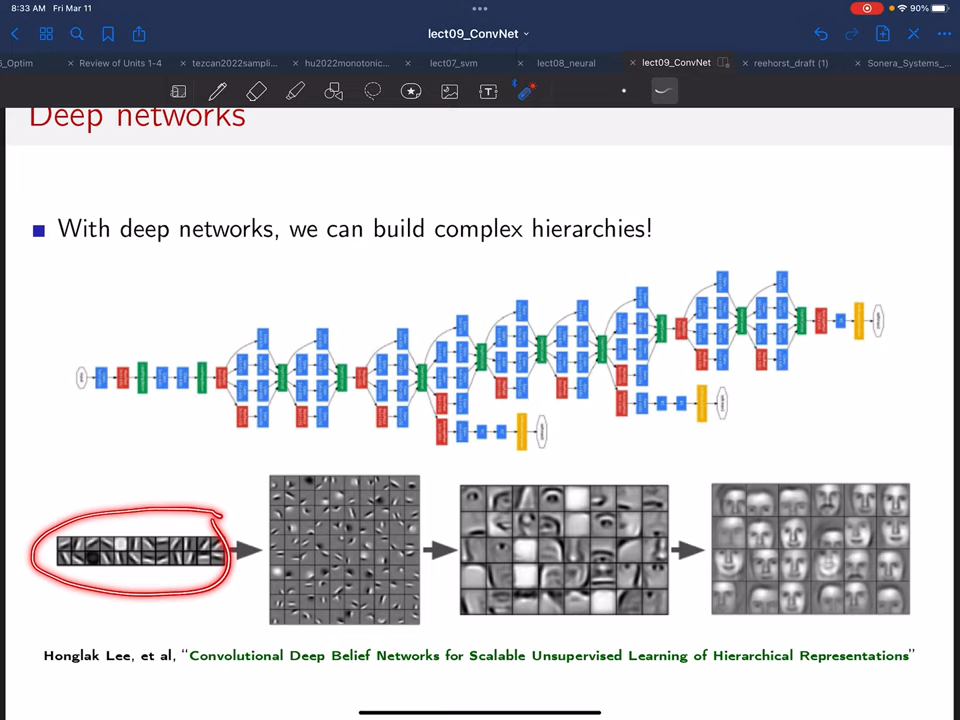 8:33 AM Fri Mar 11
90%
lect09_ConvNet
Optim
Review of Units 1-4
tezcan2022sampli...
hu2022monotonic...
lect07_svm
lect08_neural
lect09_ConvNet
reehorst_draft (1)
Sonera_Systems_...
T
Deep networks
With deep networks, we can build complex hierarchies!
Honglak Lee, et al, “Convolutional Deep Belief Networks for Scalable Unsupervised Learning of Hierarchical Representations”